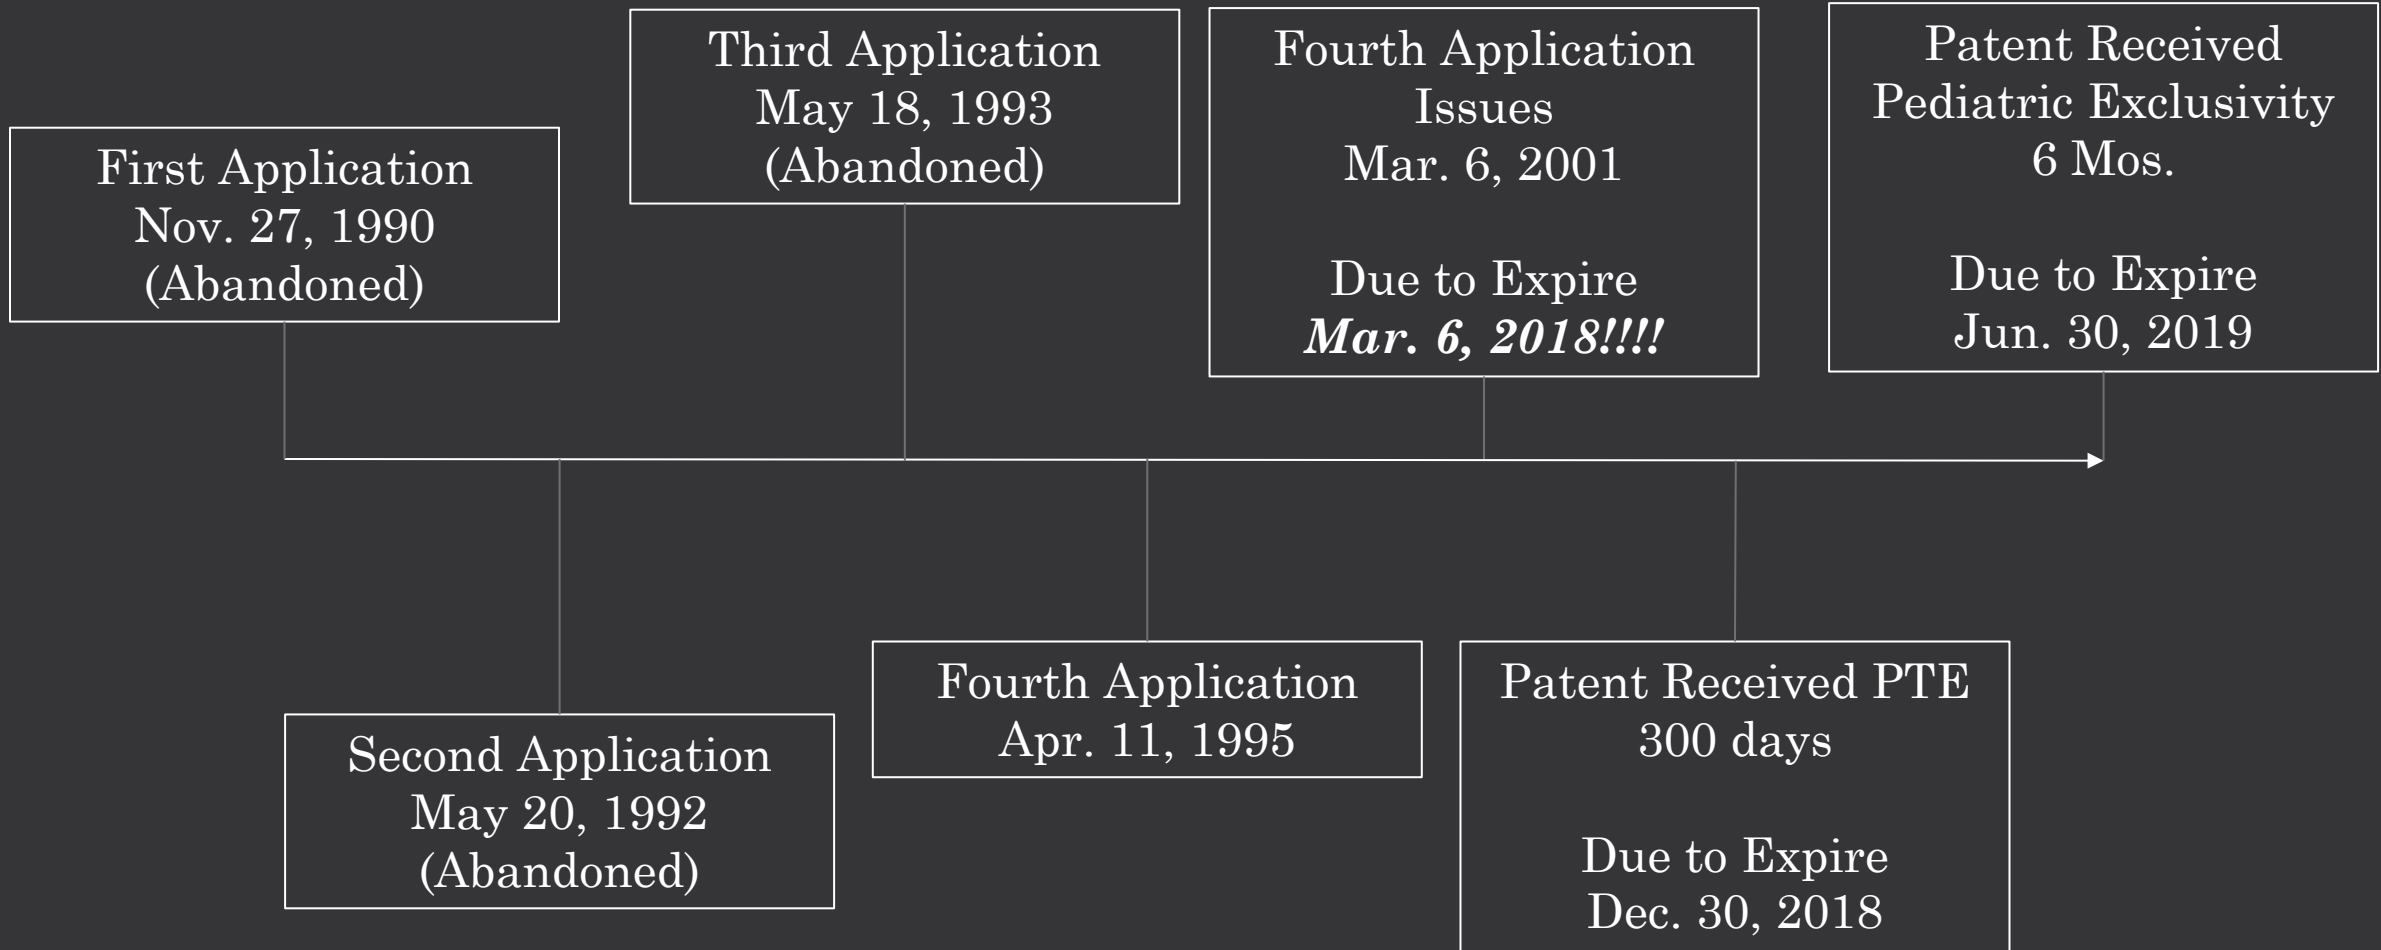 First Application
Nov. 27, 1990
(Abandoned)
Second Application
May 20, 1992
(Abandoned)
Third Application
May 18, 1993
(Abandoned)
Fourth Application
Apr. 11, 1995
Fourth Application
Issues
Mar. 6, 2001
Due to Expire
Mar. 6, 2018!!!!
Patent Received PTE
300 days
Due to Expire
Dec. 30, 2018
Patent Received
Pediatric Exclusivity
6 Mos.
Due to Expire
Jun. 30, 2019